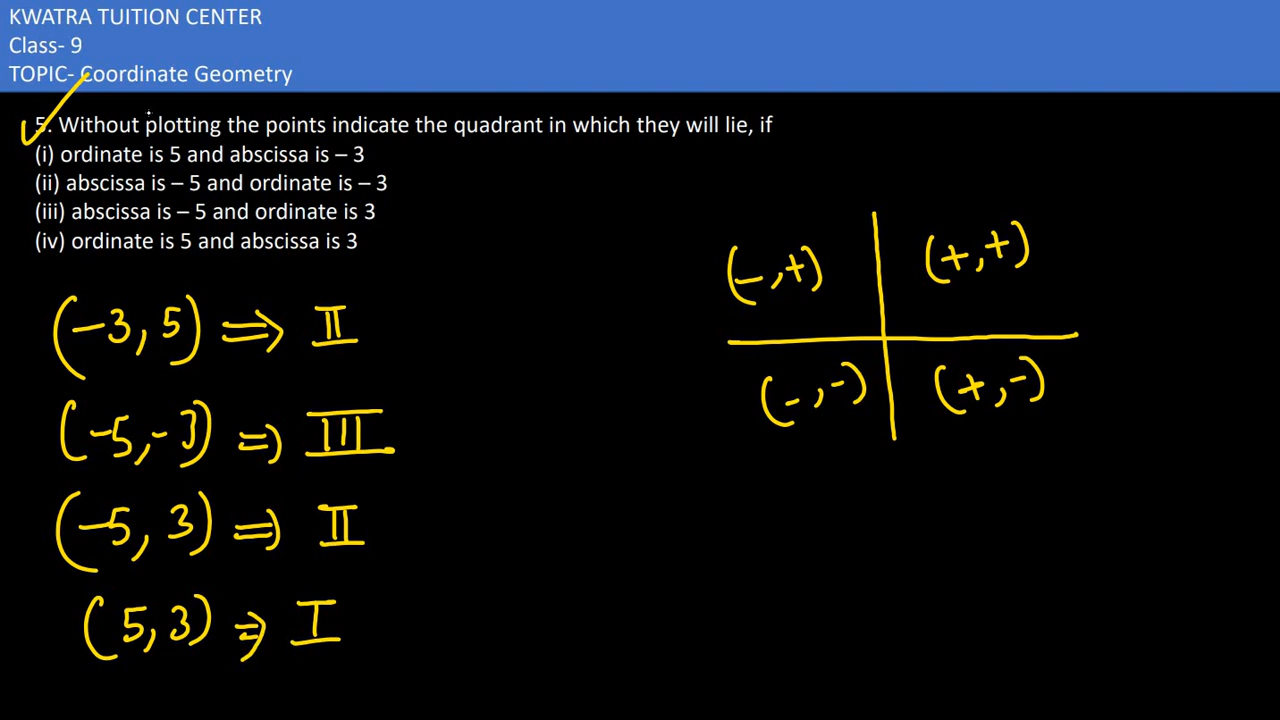 KWATRA TUITION CENTER
Class- 9
TOPIC- Coordinate Geometry
5. Without plotting the points indicate the quadrant in which they will lie, if
(i) ordinate is 5 and abscissa is – 3
(ii) abscissa is – 5 and ordinate is – 3
(iii) abscissa is – 5 and ordinate is 3
(iv) ordinate is 5 and abscissa is 3
(-3, 5) ⇒ II
(-5, -3) ⇒ III
(-5, 3) ⇒ II
(5, 3) ⇒ I
(-, +) (+, +)
(-, -) (+, -)